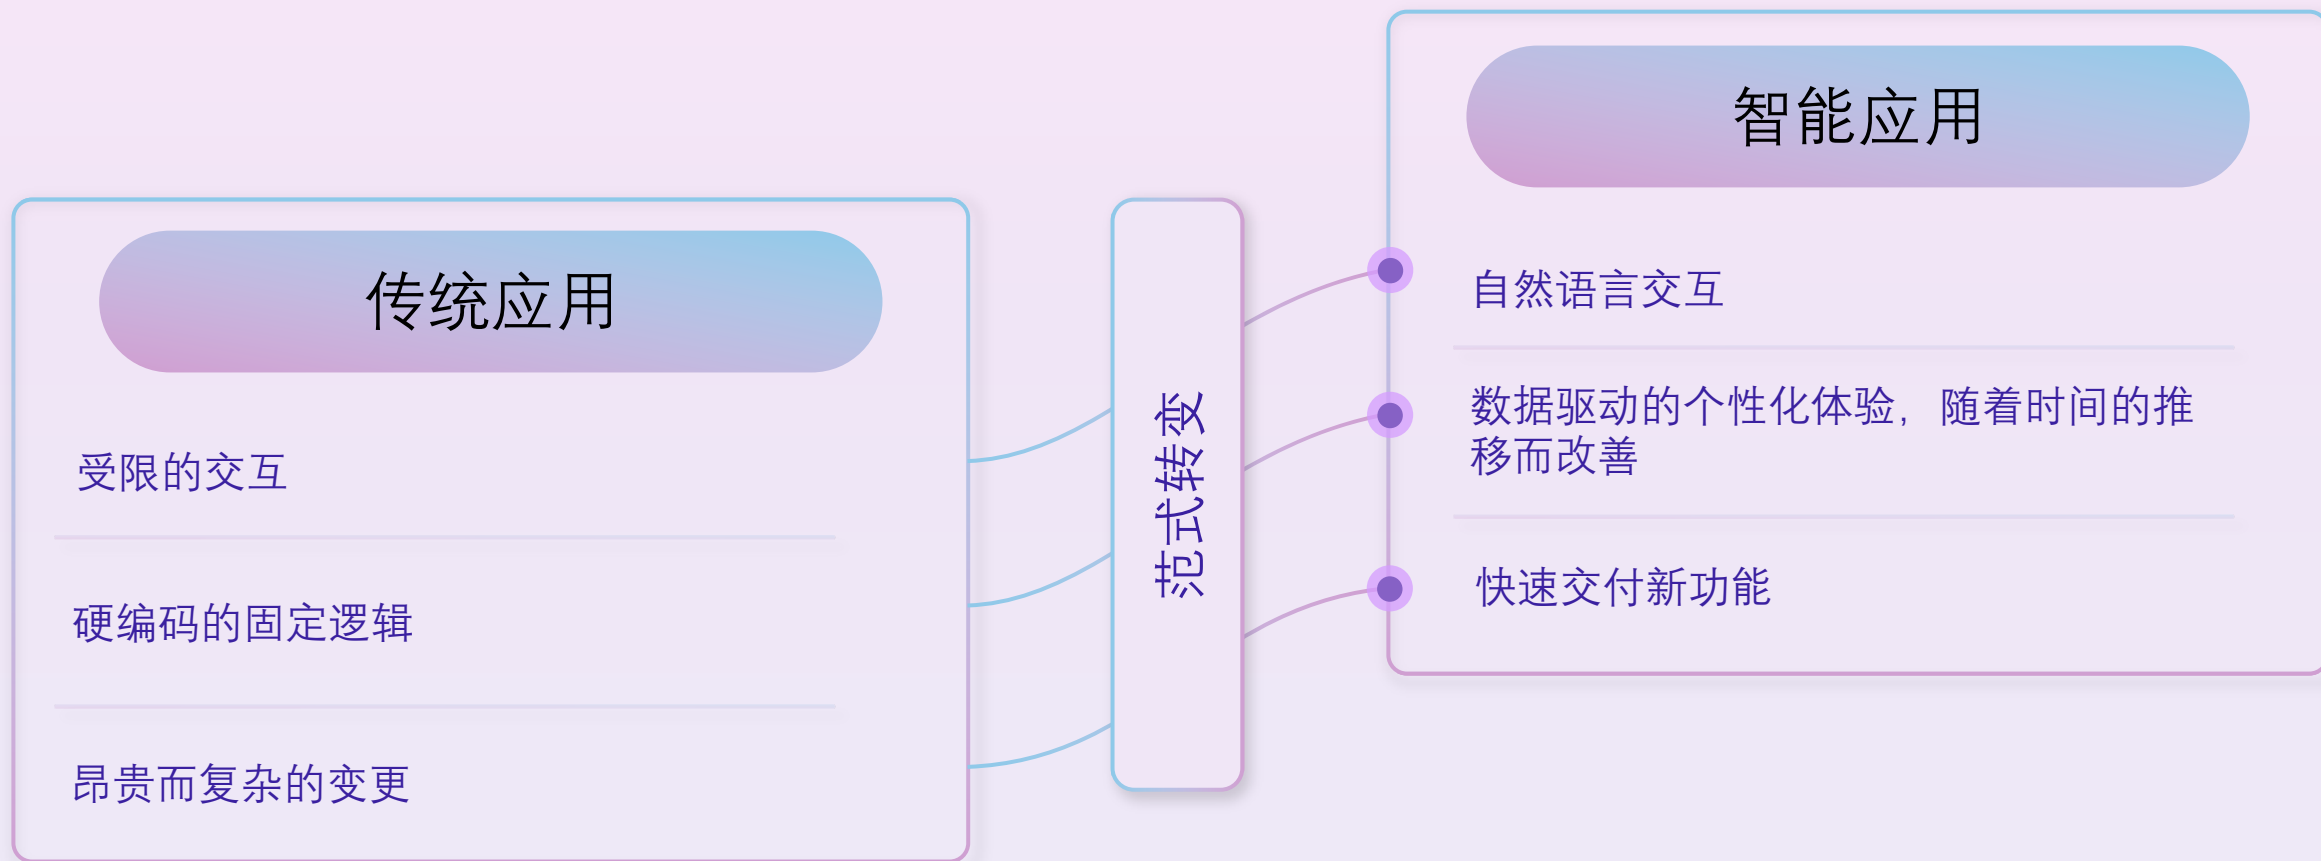 传统应用
受限的交互
硬编码的固定逻辑
昂贵而复杂的变更
范式转变
智能应用
自然语言交互
数据驱动的个性化体验，随着时间的推
移而改善
快速交付新功能